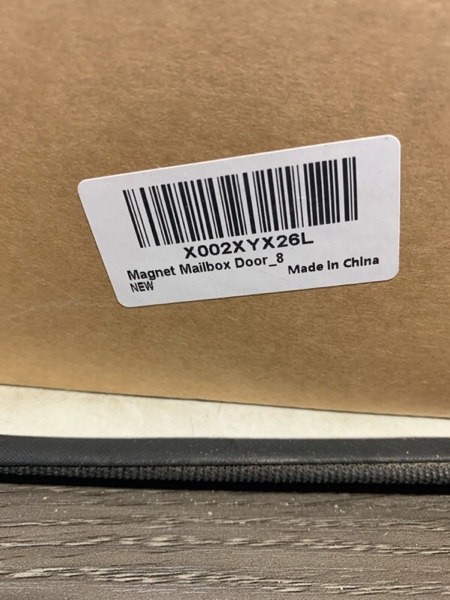 X002XYX26L
Magnet Mailbox Door_8
NEW
Made In China